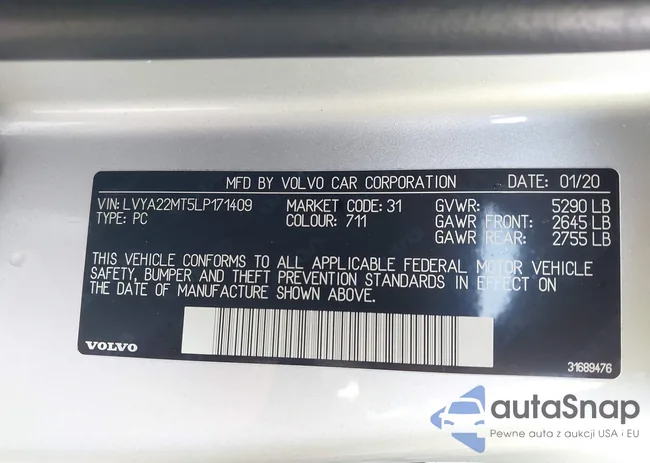 MFD BY VOLVO CAR CORPORATION DATE: 01/20
VIN: LVYA22MT5LP171409 MARKET CODE: 31 GVWR: 5290 LB
TYPE: PC COLOUR: 711 GAWR FRONT: 2645 LB
GAWR REAR: 2755 LB
THIS VEHICLE CONFORMS TO ALL APPLICABLE FEDERAL MOTOR VEHICLE
SAFETY, BUMPER AND THEFT PREVENTION STANDARDS IN EFFECT ON
THE DATE OF MANUFACTURE SHOWN ABOVE.
VOLVO 31689476
autaSnap
Pewne auta z aukcji USA i EU